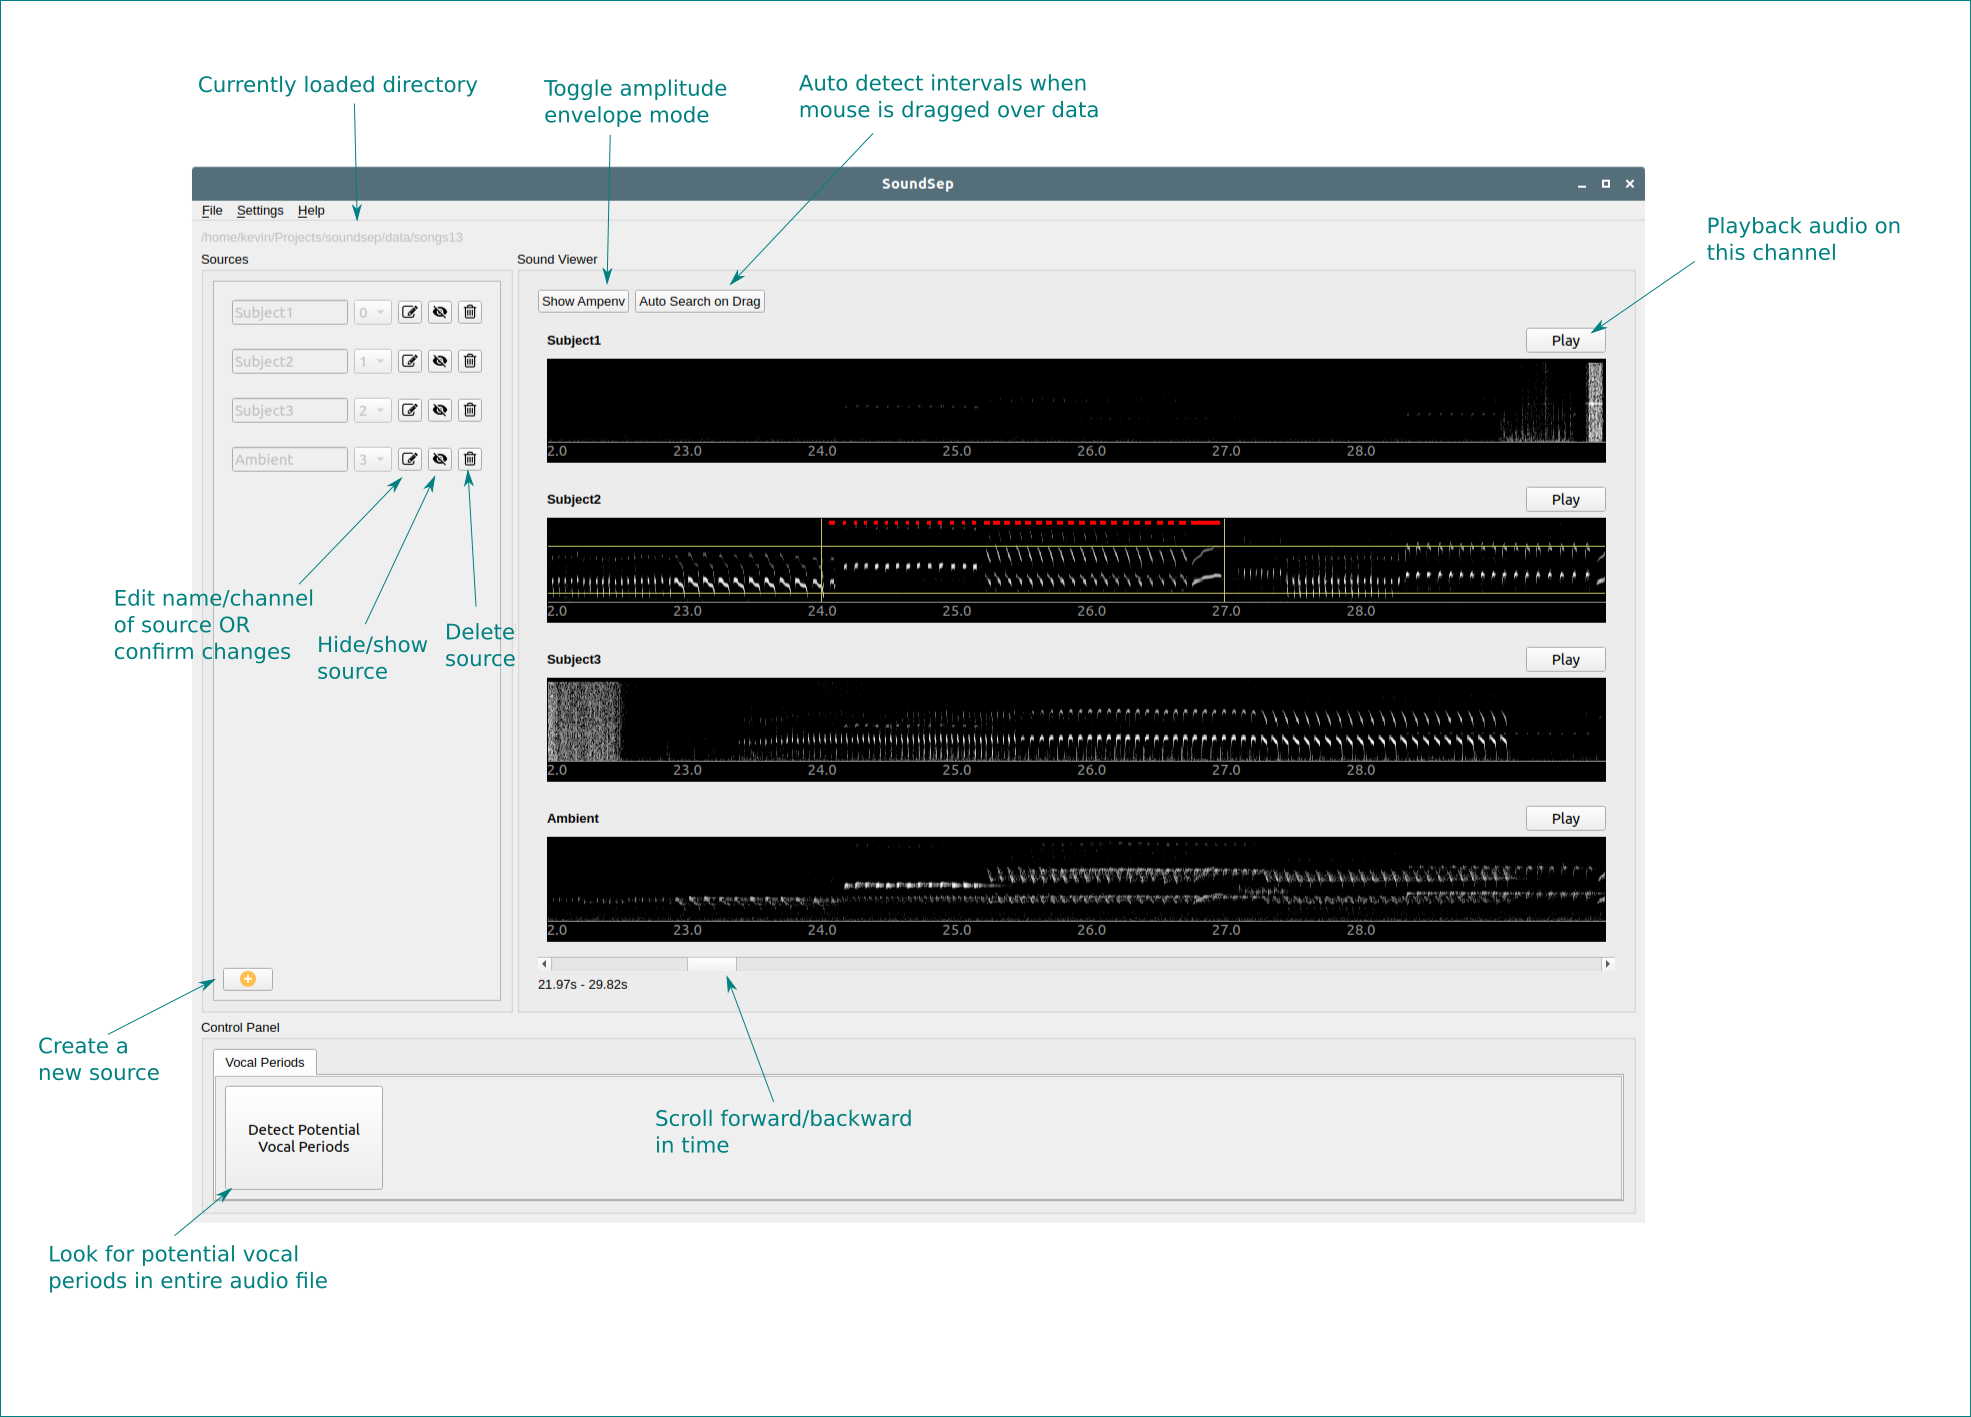 Currently loaded directory
Toggle amplitude
envelope mode
Auto detect intervals when
mouse is dragged over data
SoundSep
File Settings Help
/home/kevin/Projects/soundsep/data/songs13
Playback audio on
this channel
Sources
Subject1 0
Subject2 1
Subject3 2
Ambient 3
Edit name/channel
of source OR
confirm changes
Hide/show
source
Delete
source
Create a
new source
Sound Viewer
Show Ampenv Auto Search on Drag
Subject1 Play
2.0 23.0 24.0 25.0 26.0 27.0 28.0
Subject2 Play
2.0 23.0 24.0 25.0 26.0 27.0 28.0
Subject3 Play
2.0 23.0 24.0 25.0 26.0 27.0 28.0
Ambient Play
2.0 23.0 24.0 25.0 26.0 27.0 28.0
21.97s - 29.82s
Scroll forward/backward
in time
Control Panel
Vocal Periods
Detect Potential
Vocal Periods
Look for potential vocal
periods in entire audio file